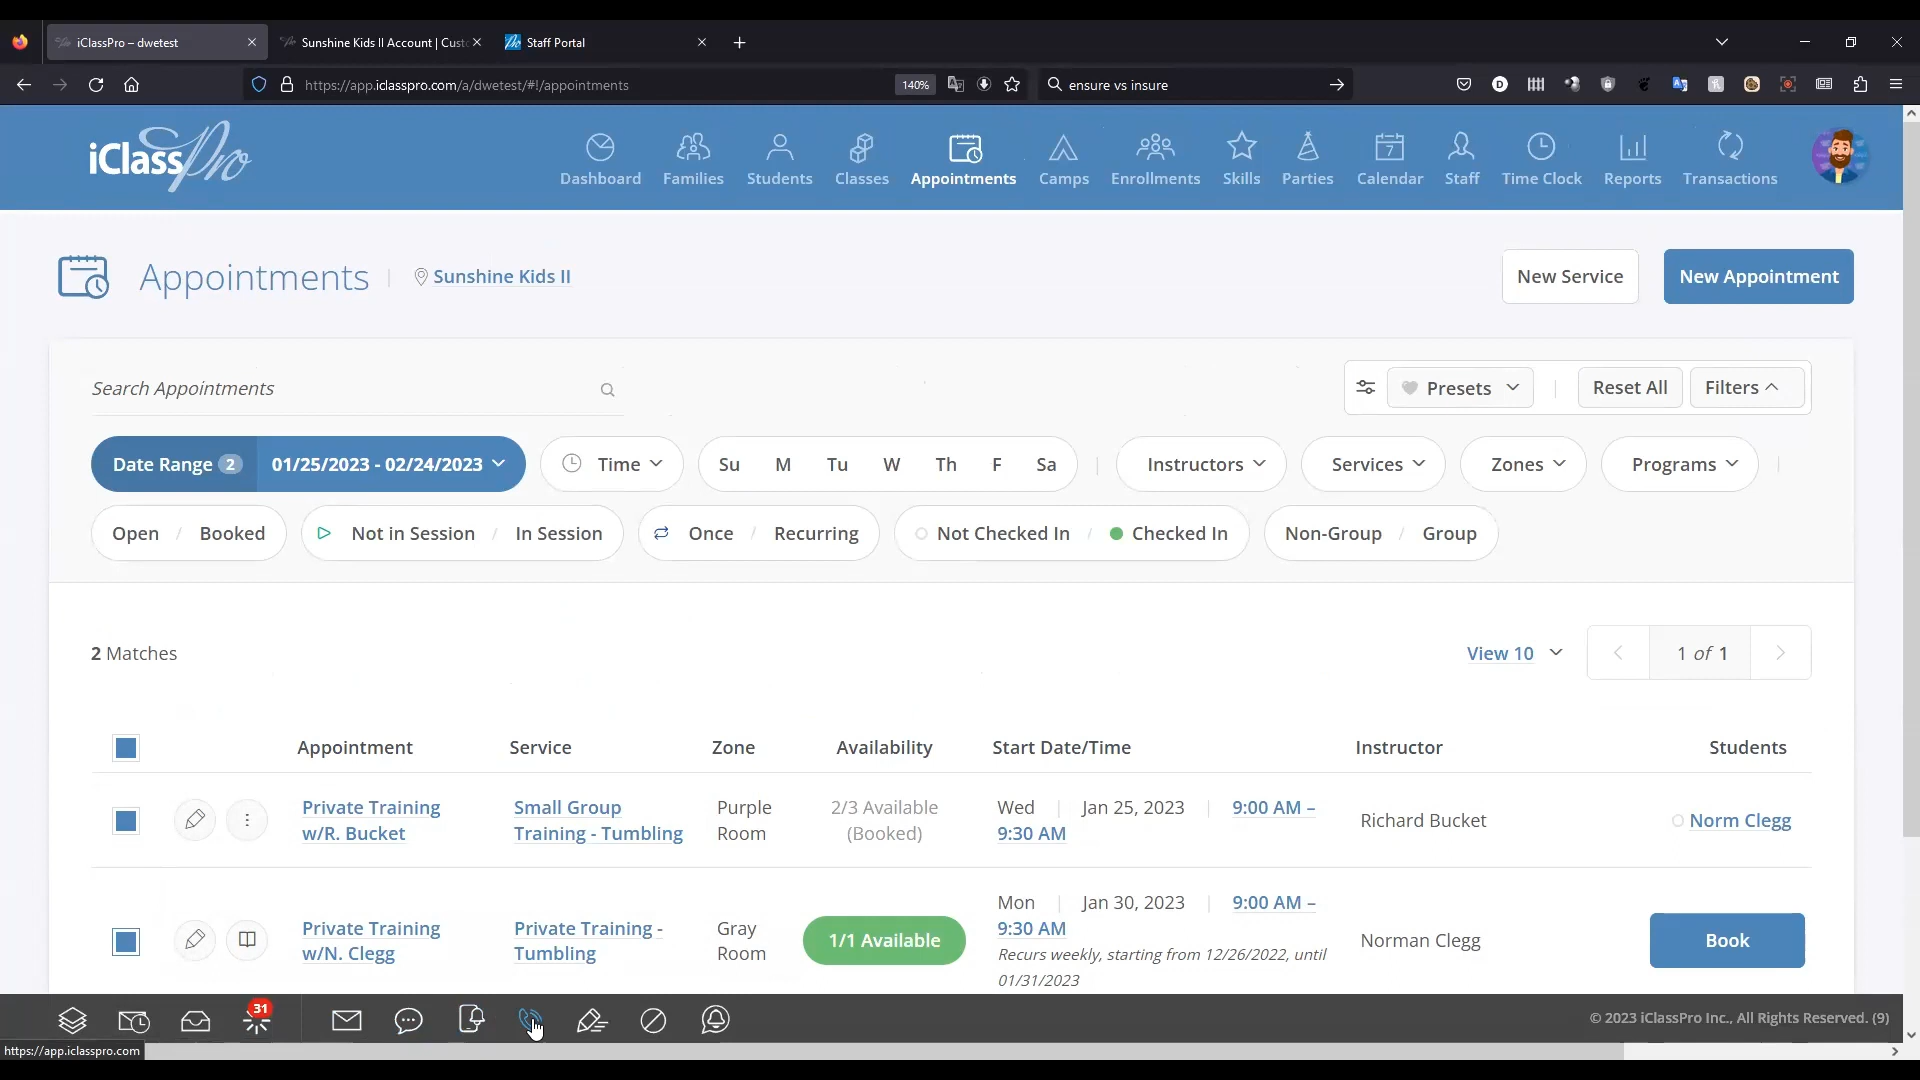 iClassPro – dwetest
Sunshine Kids II Account | Custo
Staff Portal
https://app.iclasspro.com/a/dwetest/#!/appointments
140%
ensure vs insure
iClassPro
Dashboard
Families
Students
Classes
Appointments
Camps
Enrollments
Skills
Parties
7
Calendar
Staff
Time Clock
Reports
Transactions
Appointments
Sunshine Kids II
New Service
New Appointment
Search Appointments
Presets
Reset All
Filters
Date Range 2 01/25/2023 - 02/24/2023
Time
Su M Tu W Th F Sa
Instructors
Services
Zones
Programs
Open / Booked
Not in Session / In Session
Once / Recurring
Not Checked In / Checked In
Non-Group / Group
2 Matches
View 10
1 of 1
Appointment Service Zone Availability Start Date/Time Instructor Students
Private Training w/R. Bucket
Small Group Training - Tumbling
Purple Room
2/3 Available (Booked)
Wed | Jan 25, 2023 | 9:00 AM – 9:30 AM
Richard Bucket
Norm Clegg
Private Training w/N. Clegg
Private Training - Tumbling
Gray Room
1/1 Available
Mon | Jan 30, 2023 | 9:00 AM – 9:30 AM
Recurs weekly, starting from 12/26/2022, until 01/31/2023
Norman Clegg
Book
31
© 2023 iClassPro Inc., All Rights Reserved. (9)
https://app.iclasspro.com